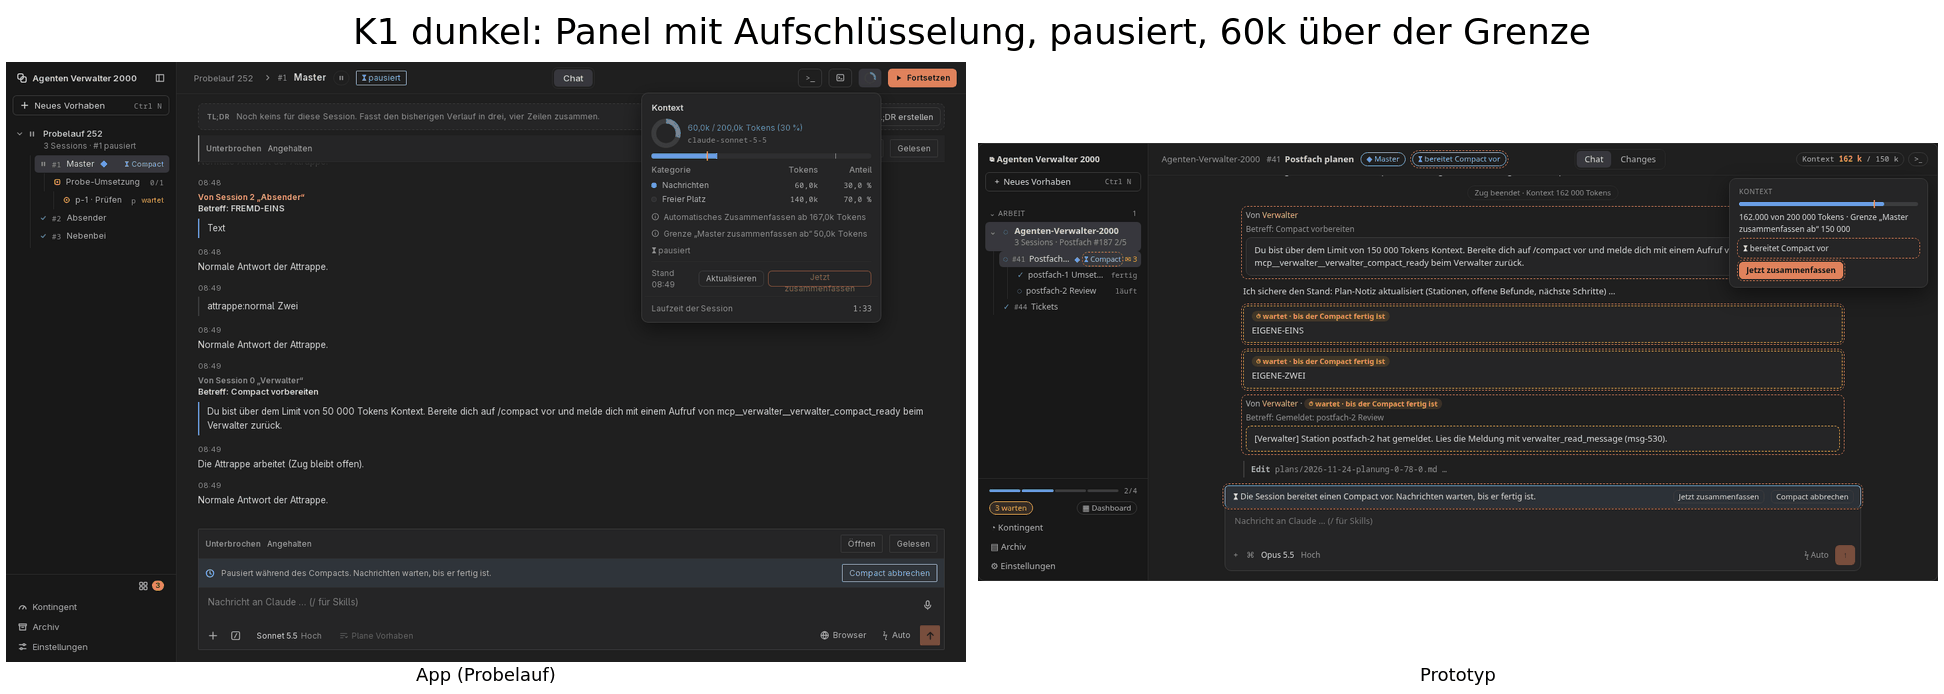 K1 dunkel: Panel mit Aufschlüsselung, pausiert, 60k über der Grenze
Agenten Verwalter 2000
Neues Vorhaben Ctrl N
Probelauf 252
3 Sessions · #1 pausiert
#1 Master Compact
Probe-Umsetzung 0/1
p-1 · Prüfen p wartet
#2 Absender
#3 Nebenbei
3
Kontingent
Archiv
Einstellungen
Probelauf 252 > #1 Master pausiert
Chat
>_
Fortsetzen
TL;DR Noch keins für diese Session. Fasst den bisherigen Verlauf in drei, vier Zeilen zusammen.
;DR erstellen
Unterbrochen Angehalten
Gelesen
08:48
Von Session 2 „Absender“
Betreff: FREMD-EINS
Text
08:48
Normale Antwort der Attrappe.
08:49
attrappe:normal Zwei
08:49
Normale Antwort der Attrappe.
08:49
Von Session 0 „Verwalter“
Betreff: Compact vorbereiten
Du bist über dem Limit von 50 000 Tokens Kontext. Bereite dich auf /compact vor und melde dich mit einem Aufruf von mcp__verwalter__verwalter_compact_ready beim
Verwalter zurück.
08:49
Die Attrappe arbeitet (Zug bleibt offen).
08:49
Normale Antwort der Attrappe.
Kontext
60,0k / 200,0k Tokens (30 %)
claude-sonnet-5-5
Kategorie Tokens Anteil
Nachrichten 60,0k 30,0 %
Freier Platz 140,0k 70,0 %
Automatisches Zusammenfassen ab 167,0k Tokens
Grenze „Master zusammenfassen ab“ 50,0k Tokens
pausiert
Stand
08:49
Aktualisieren
Jetzt
zusammenfassen
Laufzeit der Session 1:33
Unterbrochen Angehalten
Öffnen
Gelesen
Pausiert während des Compacts. Nachrichten warten, bis er fertig ist.
Compact abbrechen
Nachricht an Claude ... (/ für Skills)
Sonnet 5.5 Hoch Plane Vorhaben
Browser Auto
App (Probelauf)
Agenten Verwalter 2000
+ Neues Vorhaben Ctrl N
ARBEIT 1
Agenten-Verwalter-2000
3 Sessions · Postfach #187 2/5
#41 Postfach... Compact 3
postfach-1 Umset... fertig
postfach-2 Review läuft
#44 Tickets
2/4
3 warten
Dashboard
Kontingent
Archiv
Einstellungen
Agenten-Verwalter-2000 #41 Postfach planen Master bereitet Compact vor
Chat Changes
Kontext 162 k / 150 k
>_
Zug beendet · Kontext 162 000 Tokens
Von Verwalter
Betreff: Compact vorbereiten
Du bist über dem Limit von 150 000 Tokens Kontext. Bereite dich auf /compact vor und melde dich mit einem Aufruf v
mcp__verwalter__verwalter_compact_ready beim Verwalter zurück.
Ich sichere den Stand: Plan-Notiz aktualisiert (Stationen, offene Befunde, nächste Schritte) ...
wartet · bis der Compact fertig ist
EIGENE-EINS
wartet · bis der Compact fertig ist
EIGENE-ZWEI
Von Verwalter · wartet · bis der Compact fertig ist
Betreff: Gemeldet: postfach-2 Review
[Verwalter] Station postfach-2 hat gemeldet. Lies die Meldung mit verwalter_read_message (msg-530).
Edit plans/2026-11-24-planung-0-78-0.md …
KONTEXT
162.000 von 200 000 Tokens · Grenze „Master
zusammenfassen ab“ 150 000
bereitet Compact vor
Jetzt zusammenfassen
Die Session bereitet einen Compact vor. Nachrichten warten, bis er fertig ist.
Jetzt zusammenfassen
Compact abbrechen
Nachricht an Claude ... (/ für Skills)
+ ⌘ Opus 5.5 Hoch
Auto
Prototyp